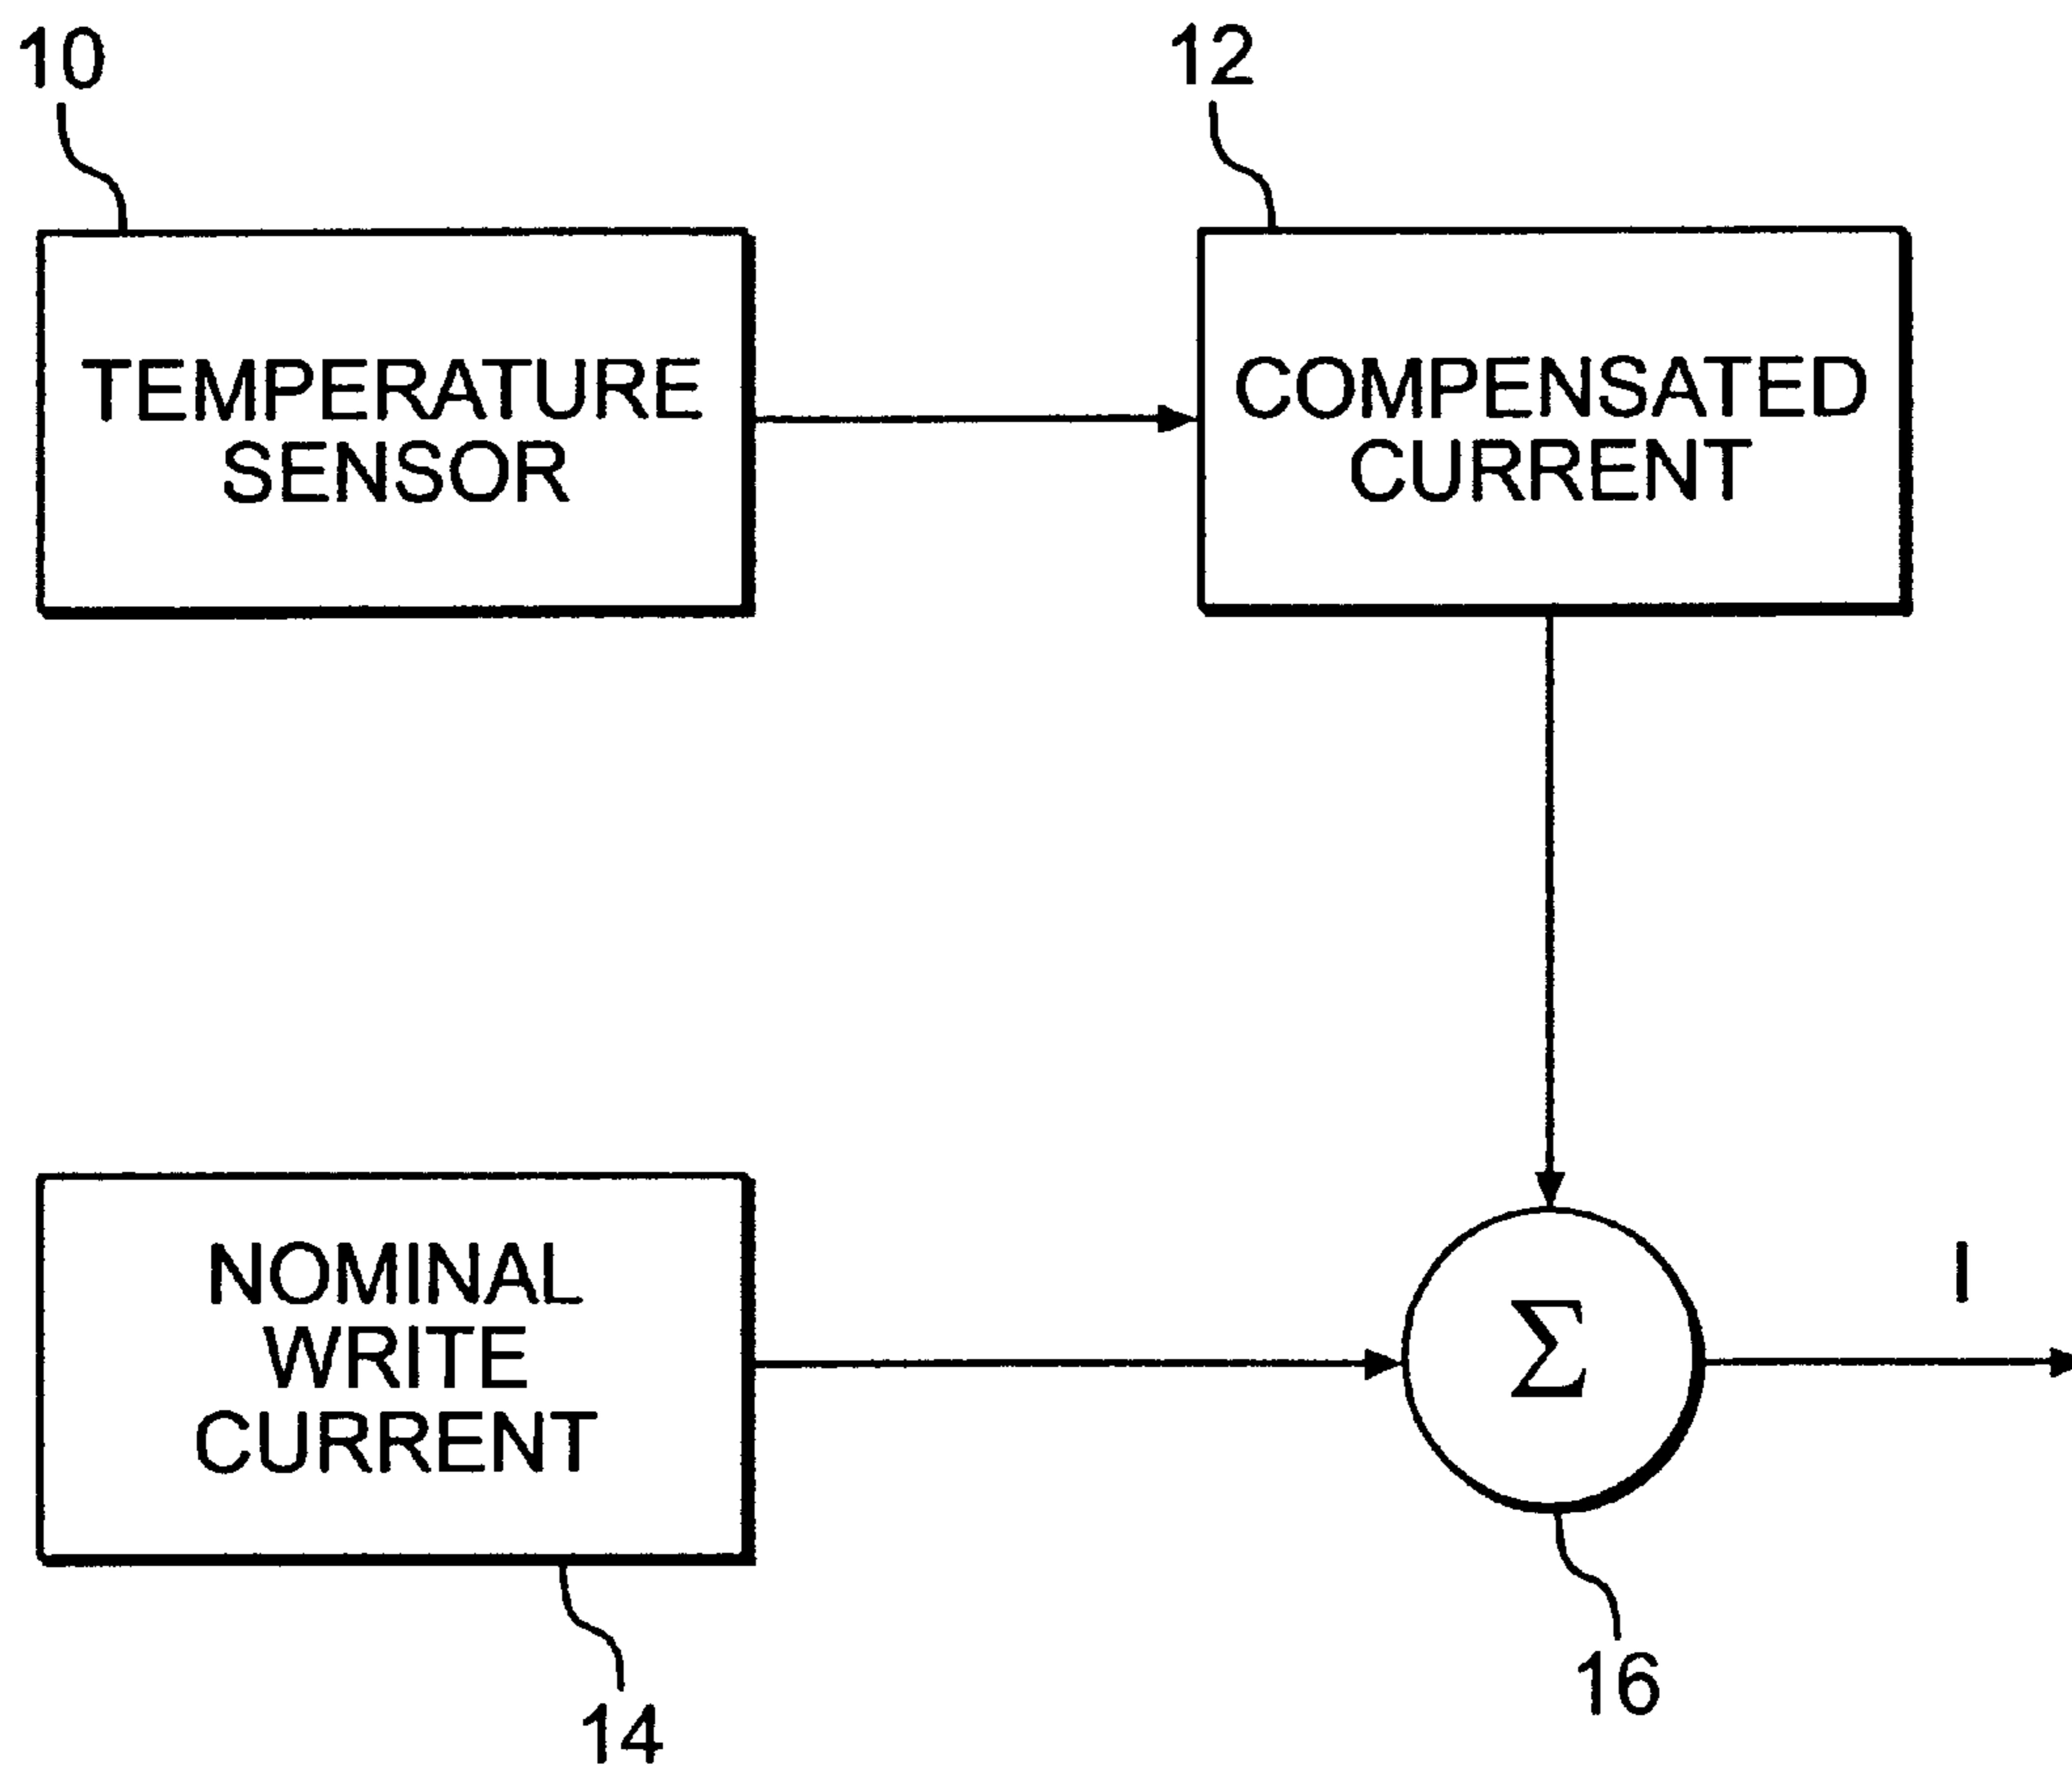 10
12
TEMPERATURE
SENSOR
COMPENSATED
CURRENT
NOMINAL
WRITE
CURRENT
Σ
I
14
16